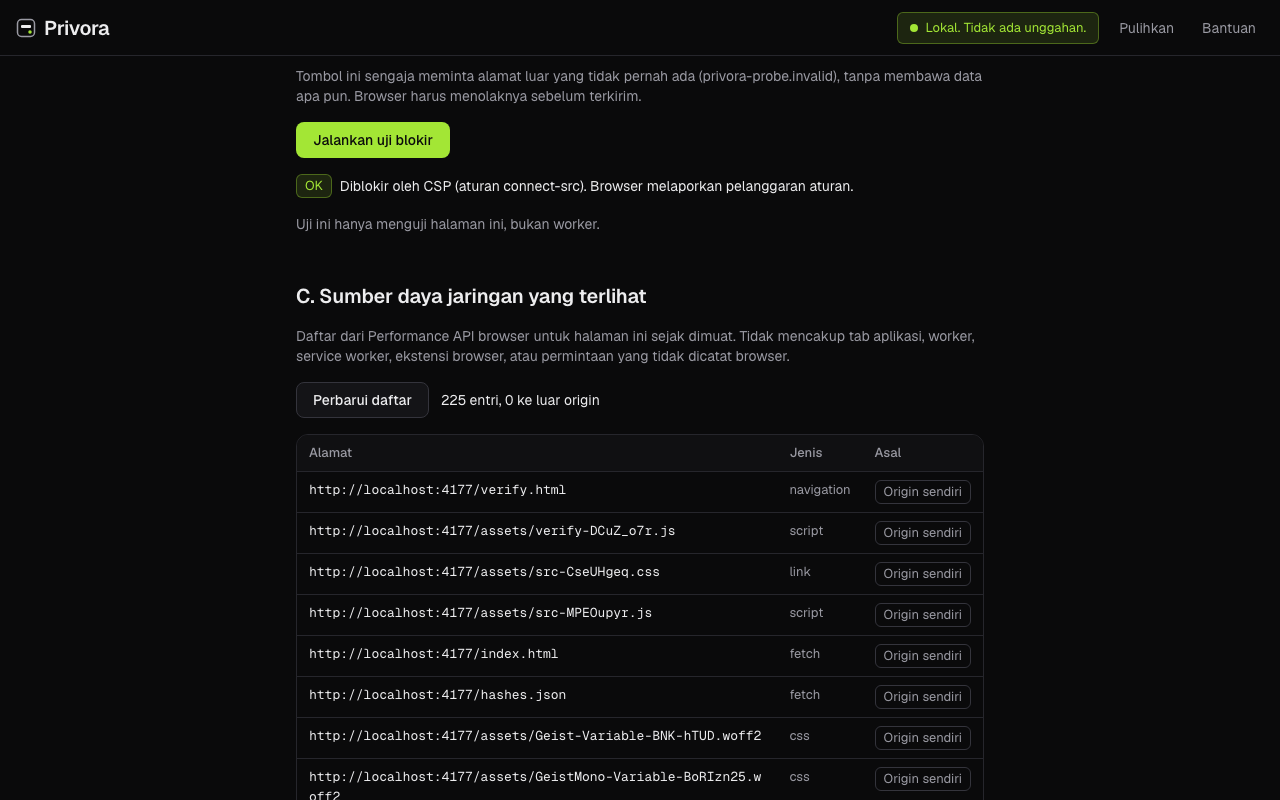 Privora
Lokal. Tidak ada unggahan.
Pulihkan
Bantuan
Tombol ini sengaja meminta alamat luar yang tidak pernah ada (privora-probe.invalid), tanpa membawa data
apa pun. Browser harus menolaknya sebelum terkirim.
Jalankan uji blokir
OK Diblokir oleh CSP (aturan connect-src). Browser melaporkan pelanggaran aturan.
Uji ini hanya menguji halaman ini, bukan worker.
C. Sumber daya jaringan yang terlihat
Daftar dari Performance API browser untuk halaman ini sejak dimuat. Tidak mencakup tab aplikasi, worker,
service worker, ekstensi browser, atau permintaan yang tidak dicatat browser.
Perbarui daftar 225 entri, 0 ke luar origin
Alamat Jenis Asal
http://localhost:4177/verify.html navigation Origin sendiri
http://localhost:4177/assets/verify-DCuZ_o7r.js script Origin sendiri
http://localhost:4177/assets/src-CseUHgeq.css link Origin sendiri
http://localhost:4177/assets/src-MPEOupyr.js script Origin sendiri
http://localhost:4177/index.html fetch Origin sendiri
http://localhost:4177/hashes.json fetch Origin sendiri
http://localhost:4177/assets/Geist-Variable-BNK-hTUD.woff2 css Origin sendiri
http://localhost:4177/assets/GeistMono-Variable-BoRIzn25.w css Origin sendiri
off2